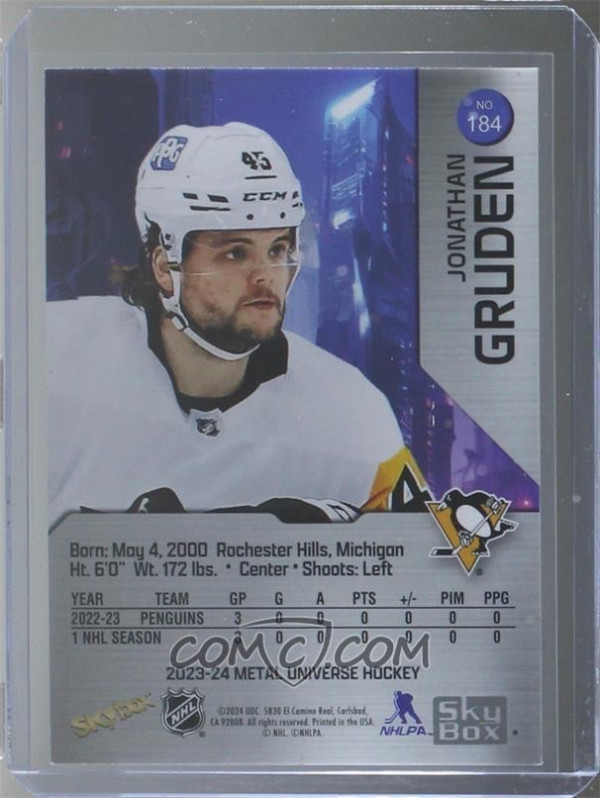 NO.
184
JONATHAN
GRUDEN
45
CCM
Born: May 4, 2000 Rochester Hills, Michigan
Ht. 6'0" Wt. 172 lbs. • Center • Shoots: Left
YEAR TEAM GP G A PTS +/- PIM PPG
2022-23 PENGUINS 3 0 0 0 0 0 0
1 NHL SEASON 3 0 0 0 0 0 0
COMC.COM
2023-24 METAL UNIVERSE HOCKEY
Skybox
NHL
©2024 UDC. 5830 El Camino Real, Carlsbad,
CA 92008. All rights reserved. Printed in the USA.
© NHL. ©NHLPA.
NHLPA
Sky
Box